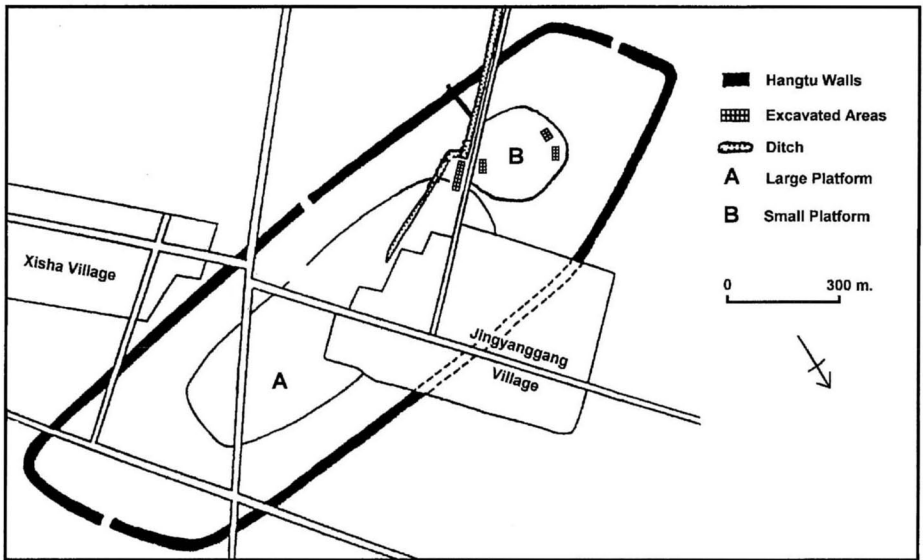 Hangtu Walls
Excavated Areas
Ditch
A Large Platform
B Small Platform
0 300 m.
B
Xisha Village
Jingyanggang
Village
A